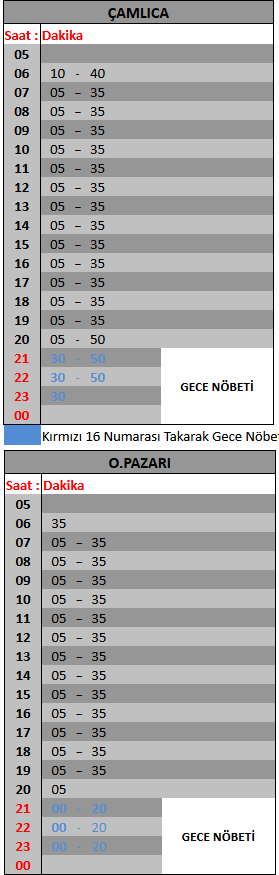 ÇAMLICA
Saat : Dakika
05
06 10 - 40
07 05 – 35
08 05 – 35
09 05 – 35
10 05 – 35
11 05 – 35
12 05 – 35
13 05 – 35
14 05 – 35
15 05 – 35
16 05 – 35
17 05 – 35
18 05 – 35
19 05 – 35
20 05 - 50
21 30 - 50
22 30 - 50
GECE NÖBETİ
23 30
00
Kırmızı 16 Numarası Takarak Gece Nöbe
O.PAZARI
Saat : Dakika
05
06 35
07 05 – 35
08 05 – 35
09 05 – 35
10 05 – 35
11 05 – 35
12 05 – 35
13 05 – 35
14 05 – 35
15 05 – 35
16 05 – 35
17 05 – 35
18 05 – 35
19 05 – 35
20 05
21 00 - 20
22 00 - 20
GECE NÖBETİ
23 00 - 20
00